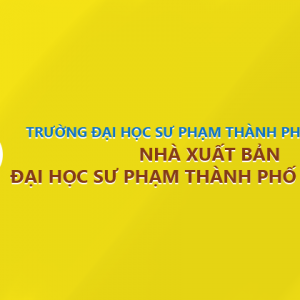 TRƯỜNG ĐẠI HỌC SƯ PHẠM THÀNH PH
NHÀ XUẤT BẢN
ĐẠI HỌC SƯ PHẠM THÀNH PHỐ